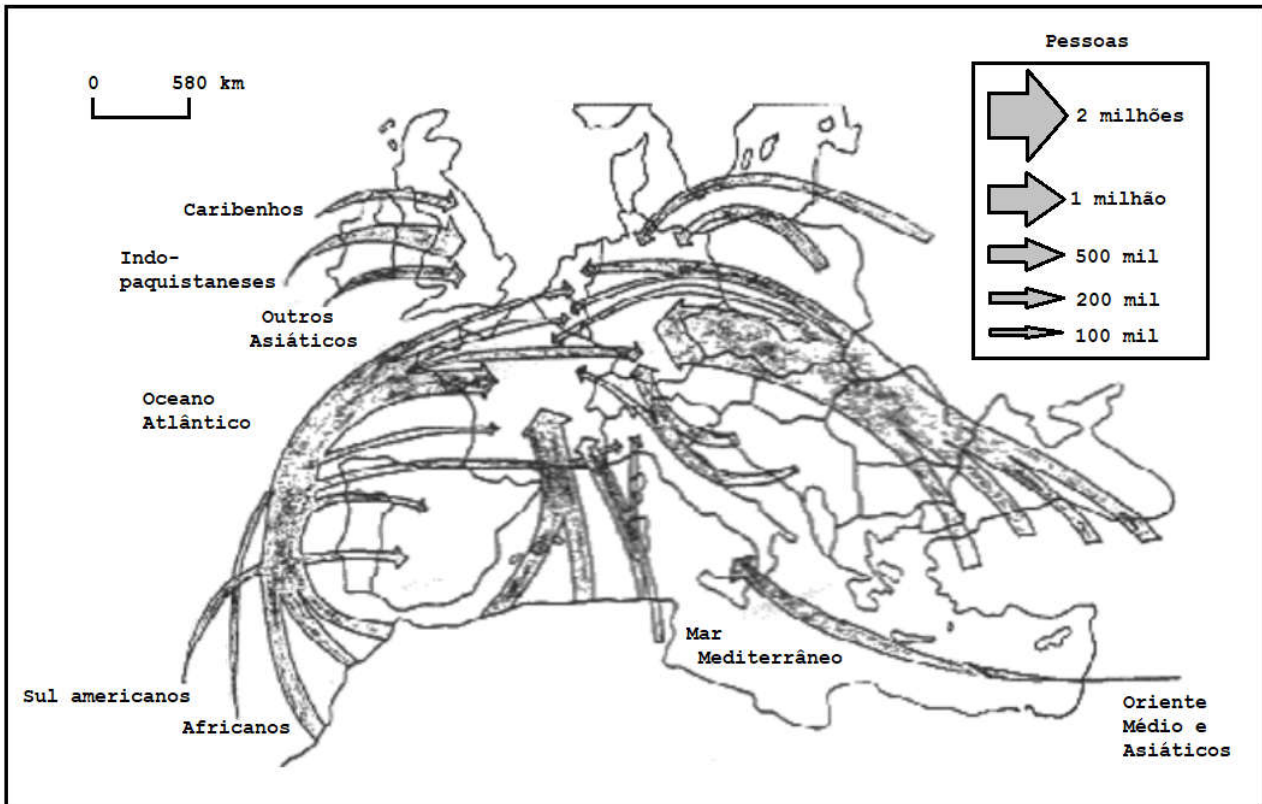 Pessoas
0 580 km
2 milhões
1 milhão
500 mil
200 mil
100 mil
Caribenhos
Indo-
paquistaneses
Outros
Asiáticos
Oceano
Atlântico
Mar
Mediterrâneo
Sul americanos
Africanos
Oriente
Médio e
Asiáticos